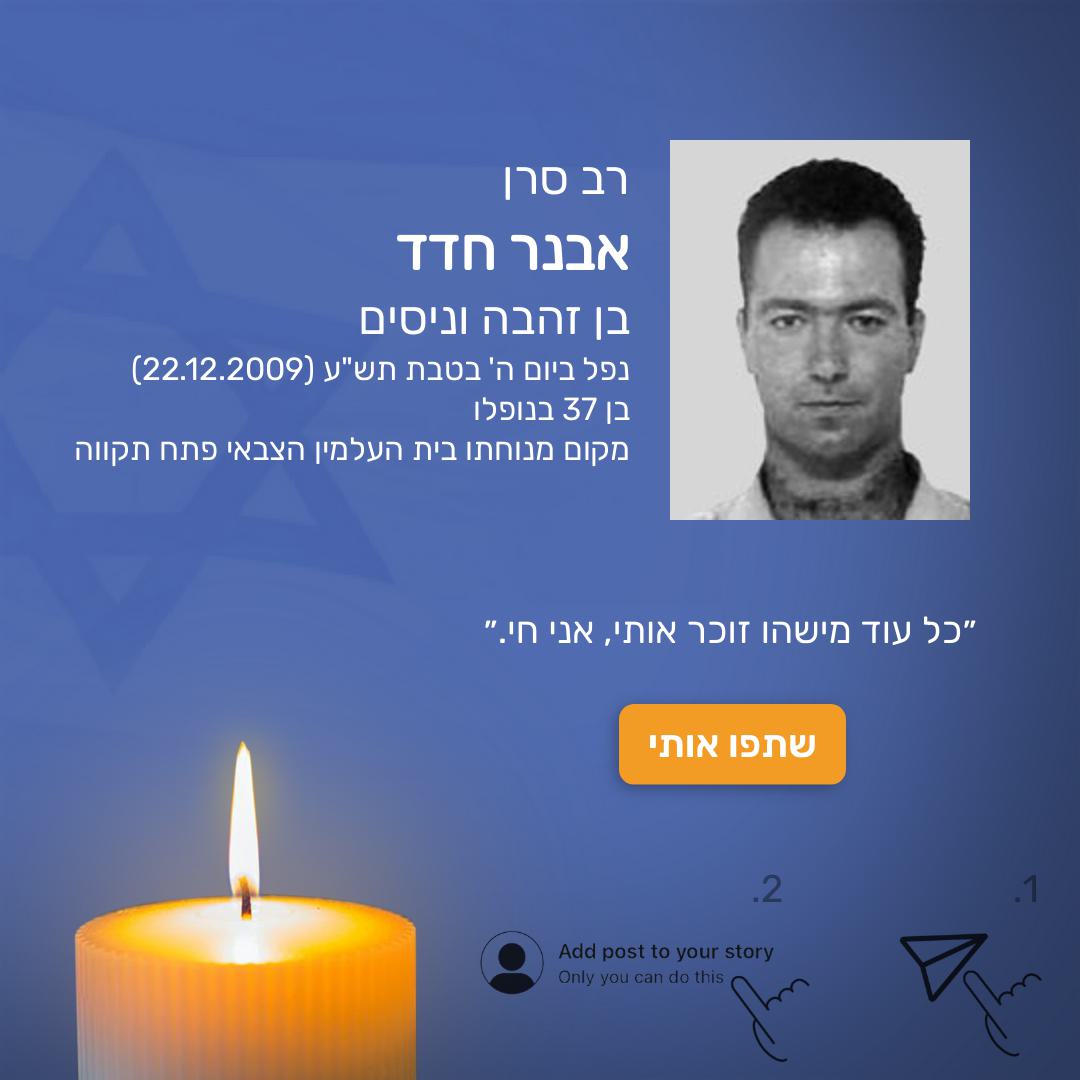 רב סרן
אבנר חדד
בן זהבה וניסים
נפל ביום ה' בטבת תש"ע (22.12.2009)
בן 37 בנופלו
מקום מנוחתו בית העלמין הצבאי פתח תקווה
״כל עוד מישהו זוכר אותי, אני חי.״
שתפו אותי
1.
2.
Add post to your story
Only you can do this